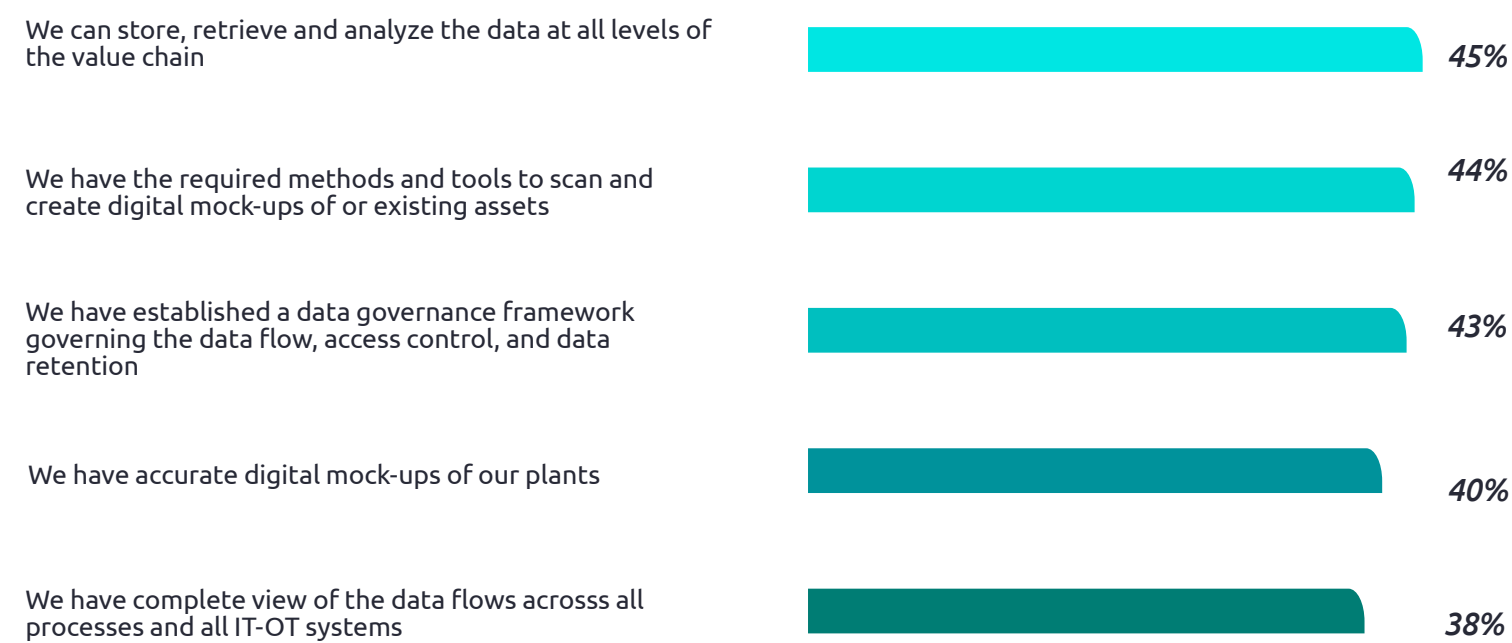 We can store, retrieve and analyze the data at all levels of
the value chain
45%
We have the required methods and tools to scan and
create digital mock-ups of or existing assets
44%
We have established a data governance framework
governing the data flow, access control, and data
retention
43%
We have accurate digital mock-ups of our plants
40%
We have complete view of the data flows acrosss all
processes and all IT-OT systems
38%